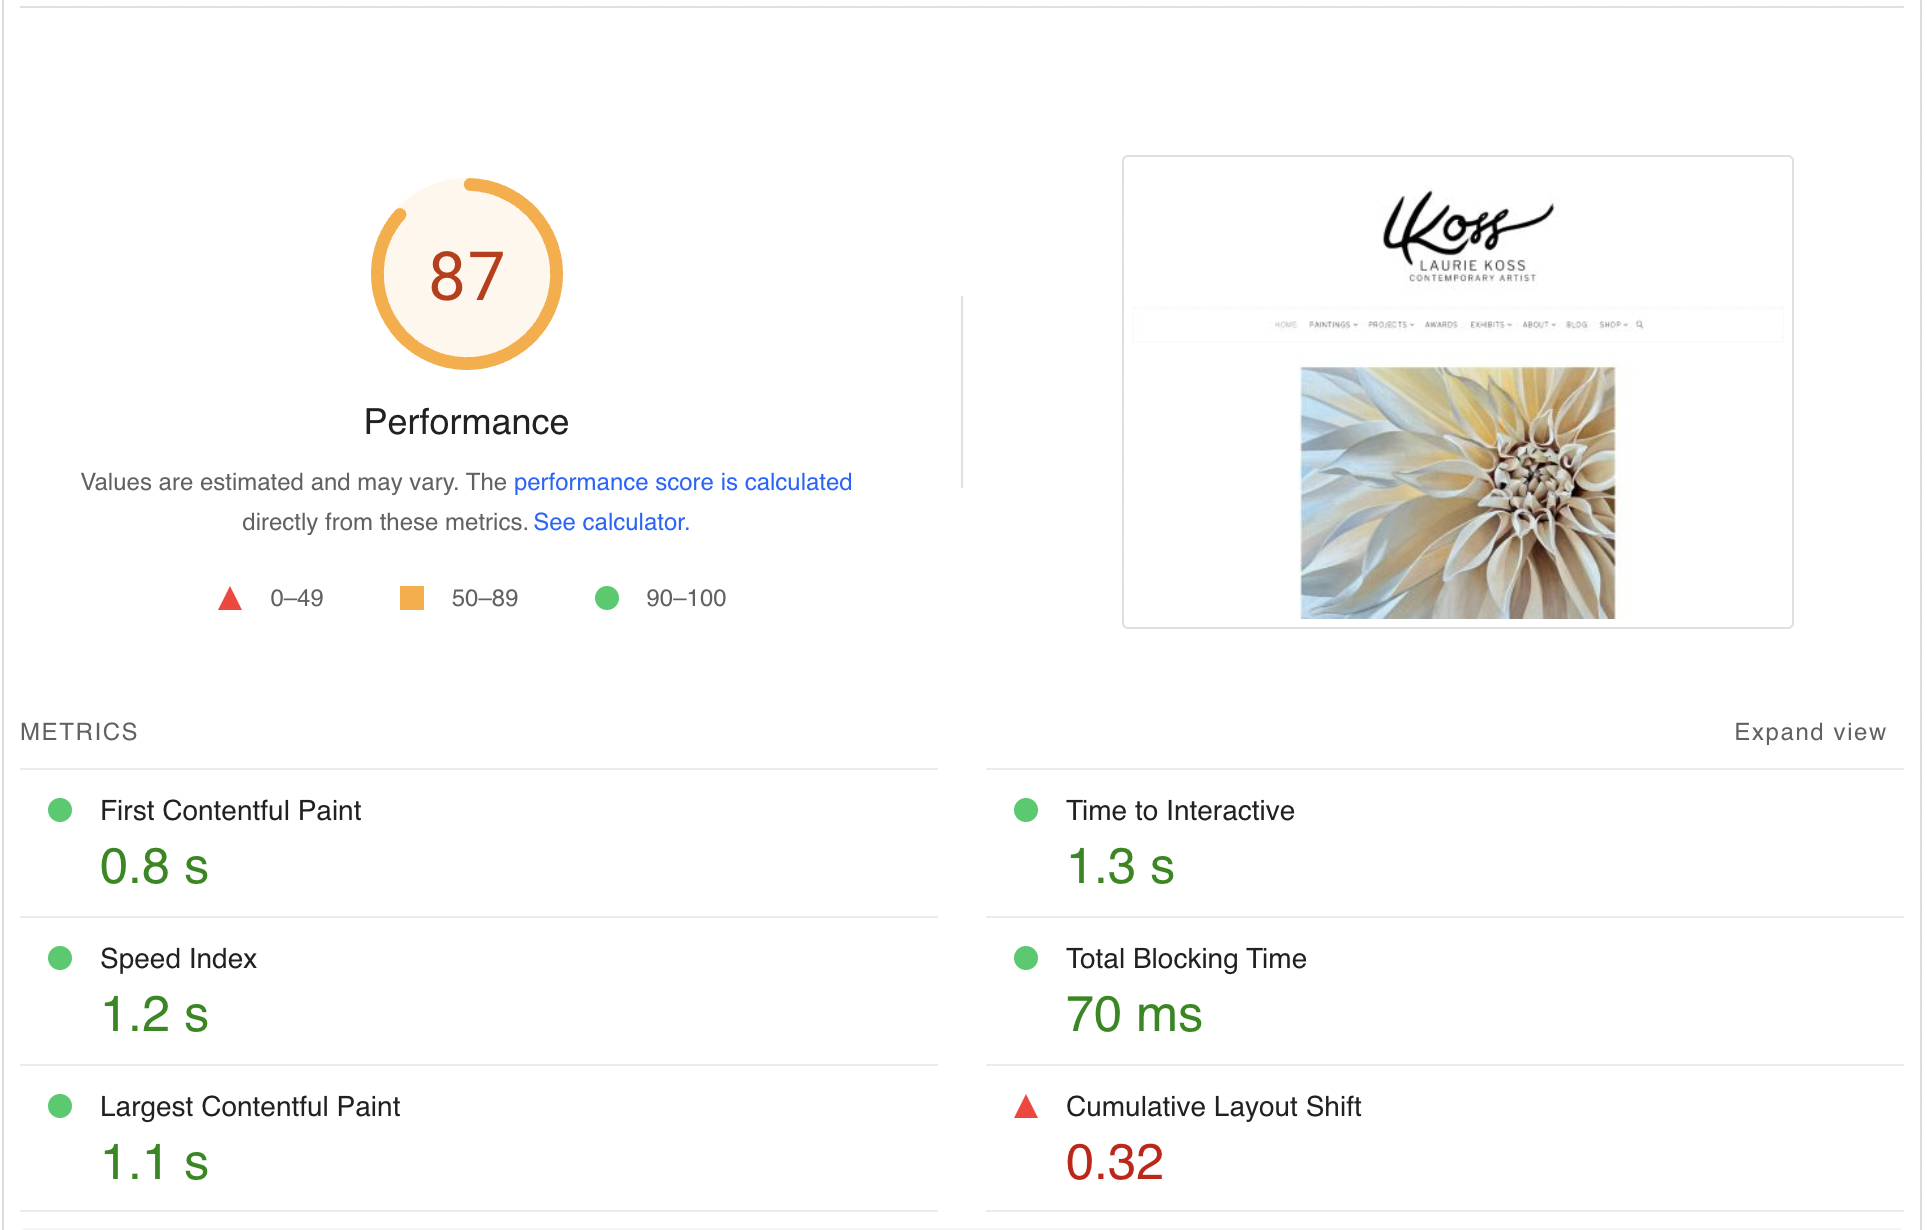 87
Performance
Values are estimated and may vary. The performance score is calculated
directly from these metrics. See calculator.
0–49 50–89 90–100
LKoss
LAURIE KOSS
CONTEMPORARY ARTIST
HOME PAINTINGS PROJECTS AWARDS EXHIBITS ABOUT BLOG SHOP
METRICS Expand view
First Contentful Paint
0.8 s
Time to Interactive
1.3 s
Speed Index
1.2 s
Total Blocking Time
70 ms
Largest Contentful Paint
1.1 s
Cumulative Layout Shift
0.32